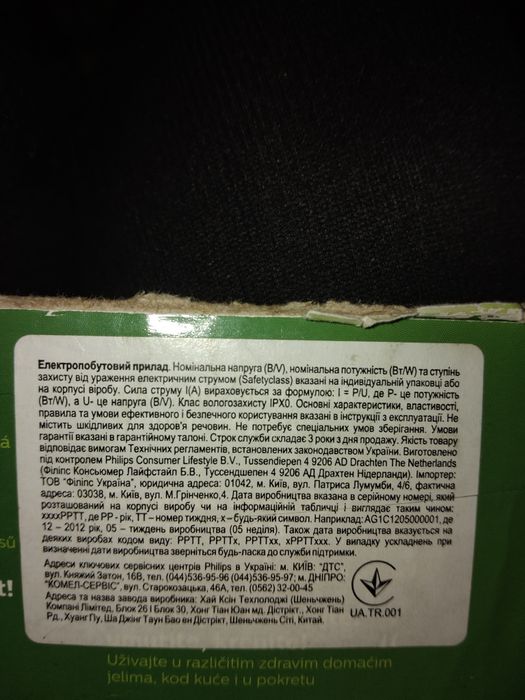 Електропобутовий прилад. Номінальна напруга (В/V), номінальна потужність (Вт/W) та ступінь
захисту від ураження електричним струмом (Safetyclass) вказані на індивідуальній упаковці або
на корпусі виробу. Сила струму I(A) вираховується за формулою: I = P/U, де P- це потужність
(Вт/W), а U- це напруга (В/V). Клас вологозахисту IPX0. Основні характеристики, властивості,
правила та умови ефективного і безпечного користування вказані в інструкції з експлуатації. Не
містить шкідливих для здоров'я речовин. Не потребує спеціальних умов зберігання. Умови
гарантії вказані в гарантійному талоні. Строк служби складає 3 роки з дня продажу. Якість товару
відповідає вимогам Технічних регламентів, встановлених законодавством України. Виготовлено
під контролем Philips Consumer Lifestyle B.V., Tussendiepen 4 9206 AD Drachten The Netherlands
(Філіпс Консьюмер Лайфстайл Б.В., Туссендиепен 4 9206 АД Драхтен Нідерланди). Імпортер:
ТОВ "Філіпс Україна", юридична адреса: 01042, м. Київ, вул. Патриса Лумумби, 4/6, фактична
адреса: 03038, м. Київ, вул. М.Грінченко,4. Дата виробництва вказана в серійному номері, який
розташований на корпусі виробу чи на інформаційній табличці і виглядає таким чином:
xxxxРРТТ, де РР - рік, ТТ – номер тиждня, x – будь-який символ. Наприклад: AG1C1205000001, де
12 – 2012 рік, 05 – тиждень виробництва (05 неділя). Також дата виробництва вказується на
деяких виробах кодом виду: РРТТ, РРТТx, РРТТxx, xРРТТxxx. У випадку ускладнень при
визначенні дати виробництва зверніться будь-ласка до служби підтримки.
Адреси ключових сервісних центрів Philips в Україні: м. КИЇВ: "ДТС",
вул. Княжий Затон, 16В, тел. (044)536-95-96 (044)536-95-97; м. ДНІПРО:
"КОМЕЛ-СЕРВІС", вул. Старокозацька, 46А, тел. (0562) 32-00-45
Адреса та назва завода виробника: Хай Ксін Технлолоджі (Шеньчжень)
Компані Лімітед, Блок 26 І Блок 30, Хонг Тіон Юан мд. Дістрікт., Хонг Тіан
Рд., Хуанг Пу, Ша Джінг Таун Бао ен Дістрікт, Шеньчжень Сіті, Китай.
UA.TR.001
Uživajte u različitim zdravim domaćim
jelima, kod kuće i u pokretu